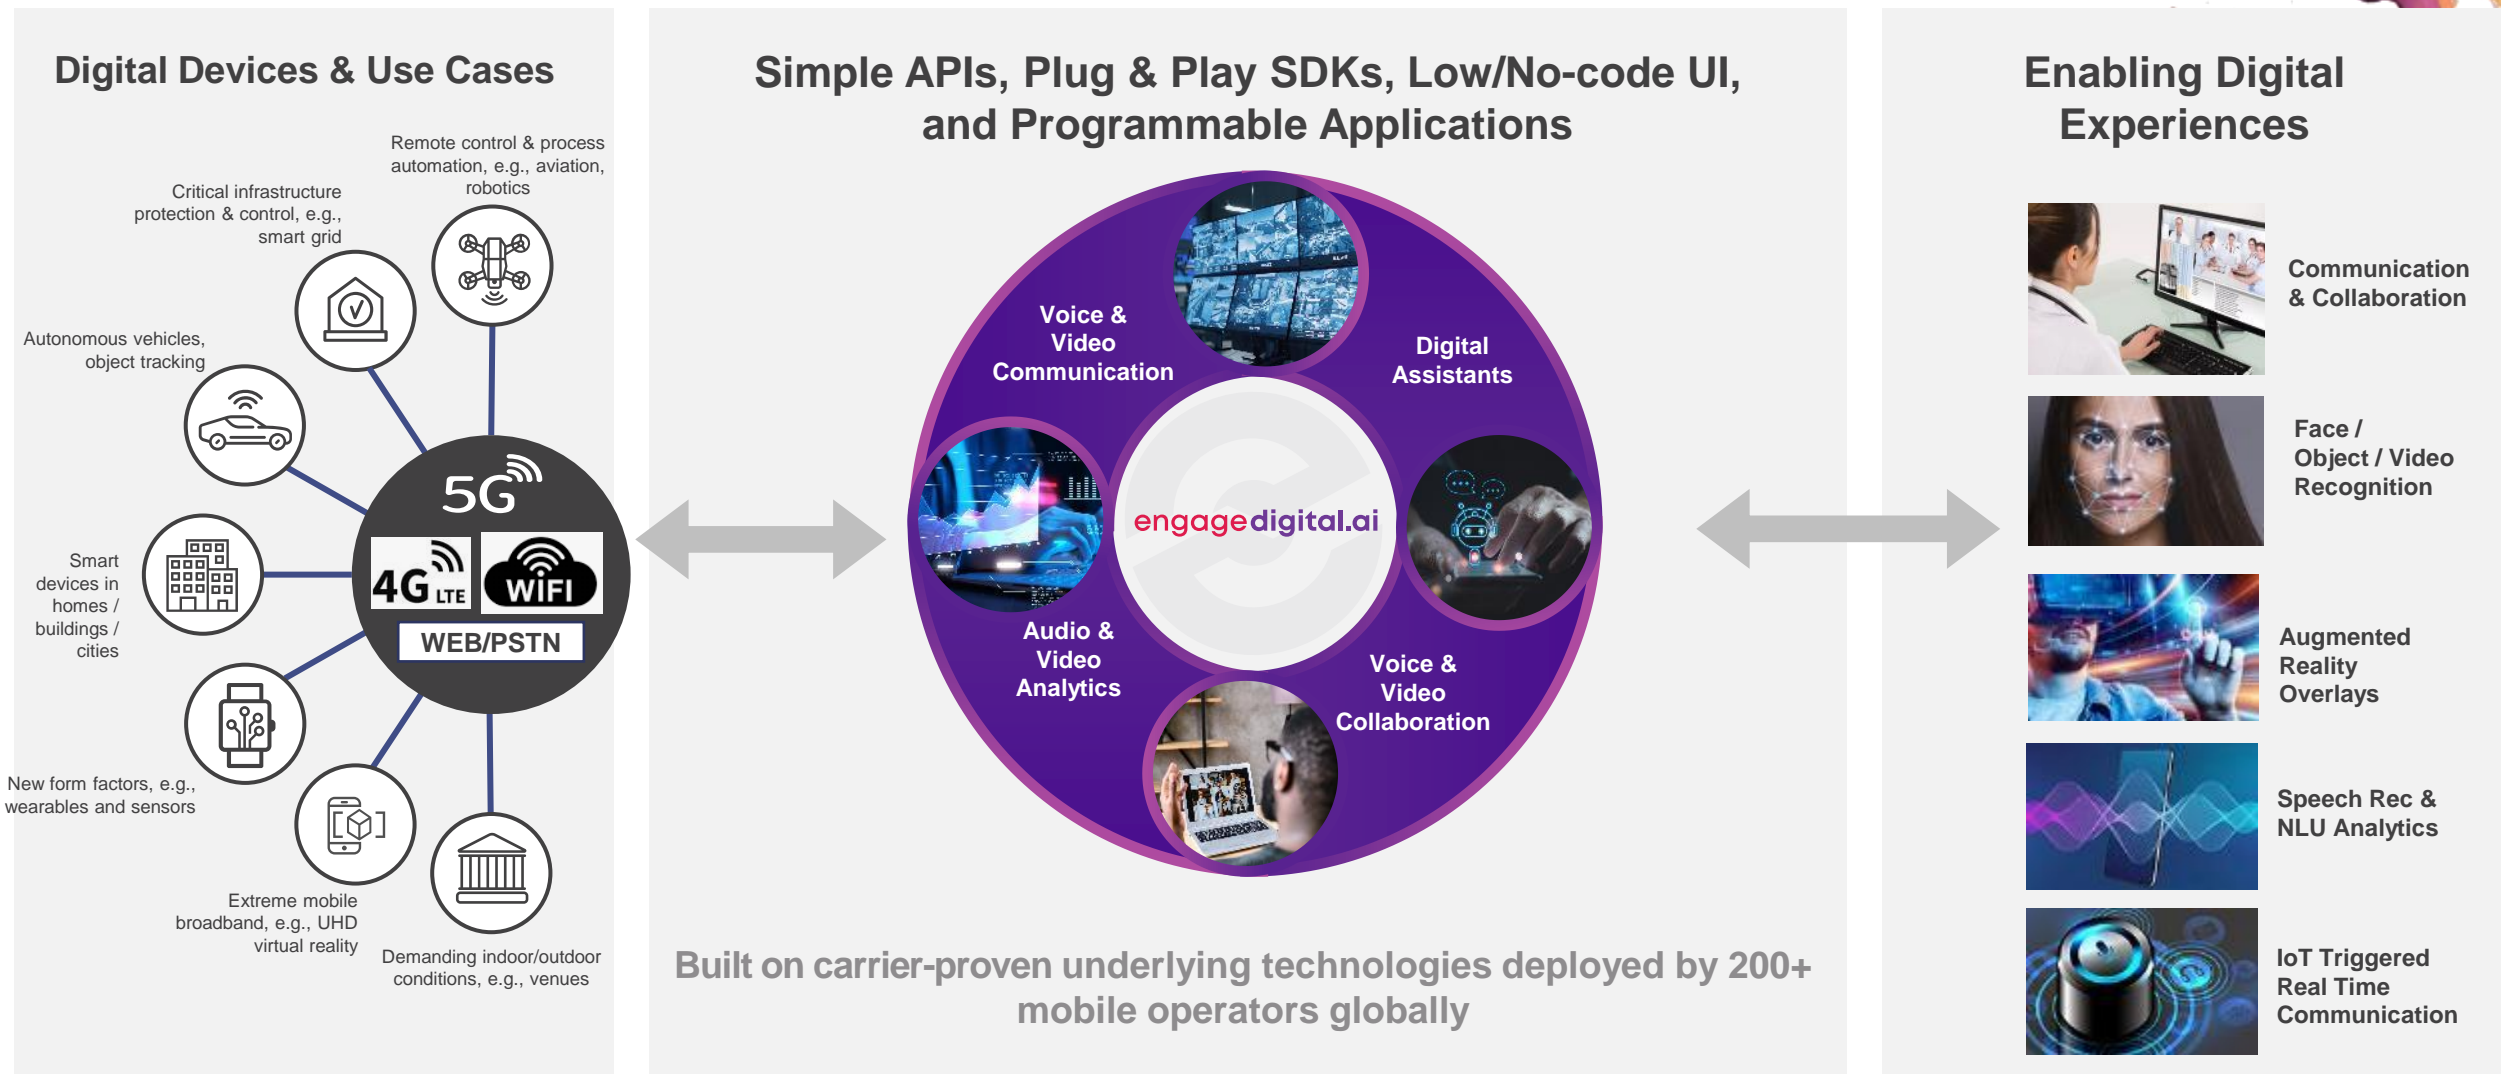 Digital Devices & Use Cases
Remote control & process
automation, e.g., aviation,
robotics
Critical infrastructure
protection & control, e.g.,
smart grid
Autonomous vehicles,
object tracking
Smart
devices in
homes /
buildings /
cities
New form factors, e.g.,
wearables and sensors
Extreme mobile
broadband, e.g., UHD
virtual reality
Demanding indoor/outdoor
conditions, e.g., venues
5G
4G LTE
WiFi
WEB/PSTN
Simple APIs, Plug & Play SDKs, Low/No-code UI,
and Programmable Applications
Voice &
Video
Communication
Digital
Assistants
engagedigital.ai
Audio &
Video
Analytics
Voice &
Video
Collaboration
Built on carrier-proven underlying technologies deployed by 200+
mobile operators globally
Enabling Digital
Experiences
Communication
& Collaboration
Face /
Object / Video
Recognition
Augmented
Reality
Overlays
Speech Rec &
NLU Analytics
IoT Triggered
Real Time
Communication